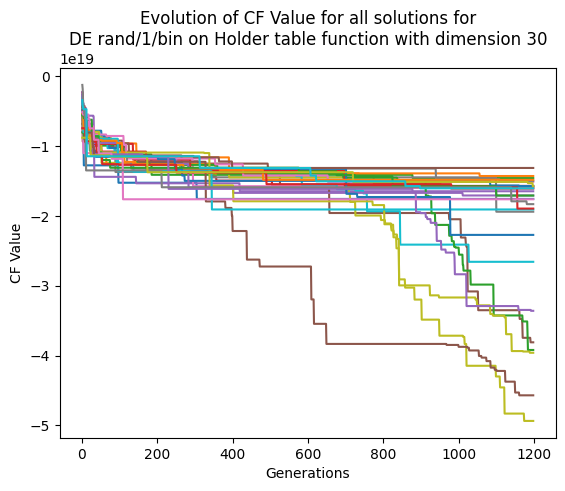 Evolution of CF Value for all solutions for
DE rand/1/bin on Holder table function with dimension 30
1e19
0
−1
−2
−3
−4
−5
CF Value
0 200 400 600 800 1000 1200
Generations